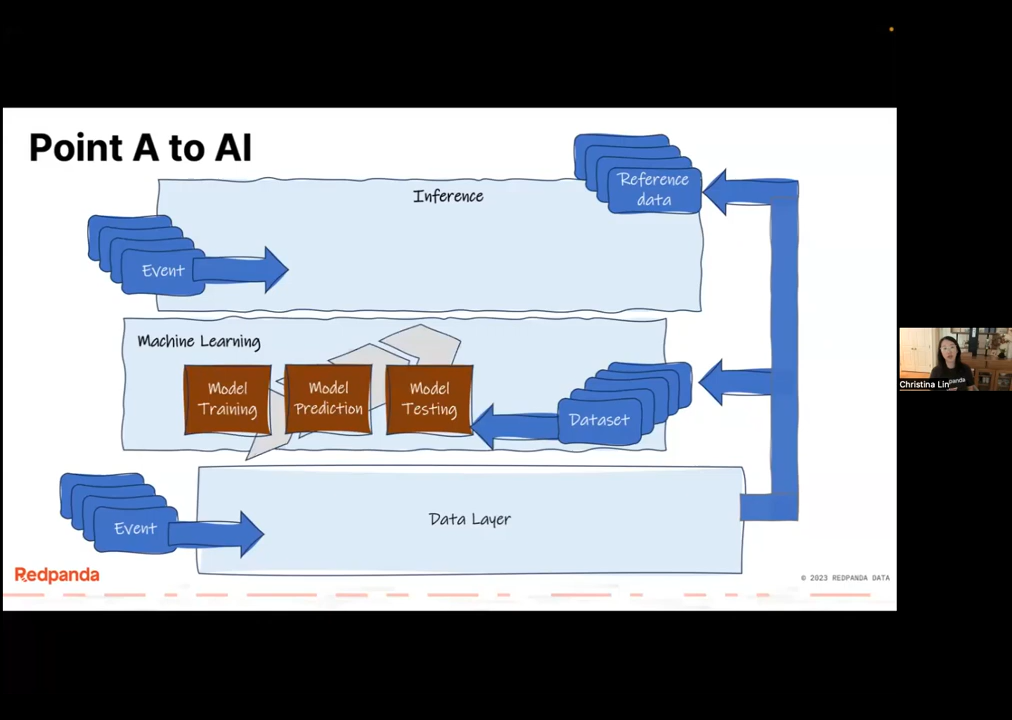 Point A to AI
Inference
Reference
data
Event
Machine Learning
Model
Training
Model
Prediction
Model
Testing
Dataset
Event
Data Layer
Redpanda
© 2023 REDPANDA DATA
panda
Christina Lin